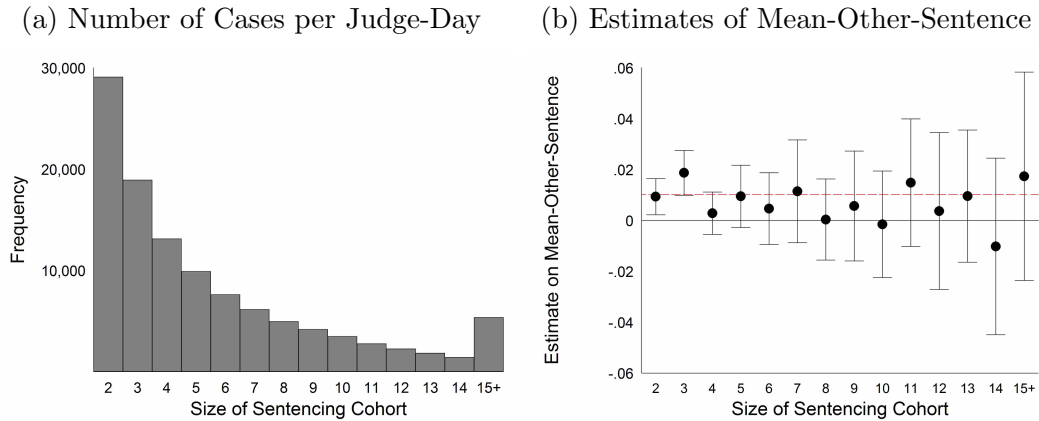 (a) Number of Cases per Judge-Day
30,000
20,000
10,000
Frequency
2 3 4 5 6 7 8 9 10 11 12 13 14 15+
Size of Sentencing Cohort
(b) Estimates of Mean-Other-Sentence
.06
.04
.02
0
-.02
-.04
-.06
Estimate on Mean-Other-Sentence
2 3 4 5 6 7 8 9 10 11 12 13 14 15+
Size of Sentencing Cohort